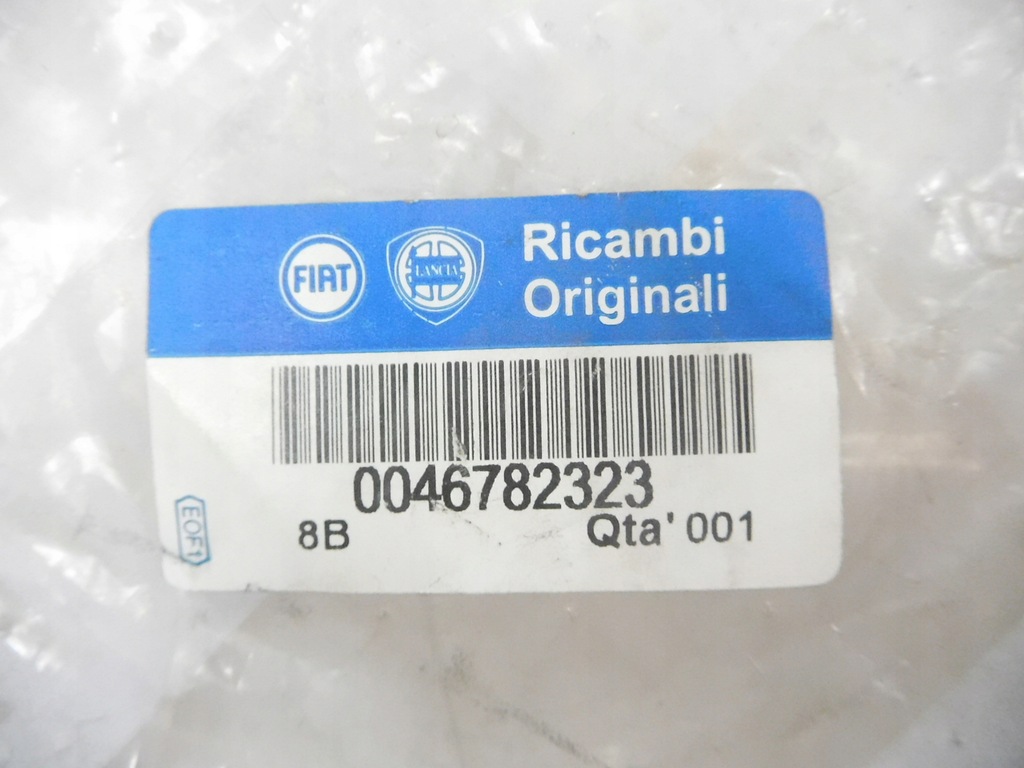 FIAT
LANCIA
Ricambi
Originali
0046782323
8B
Qta' 001
EOF1